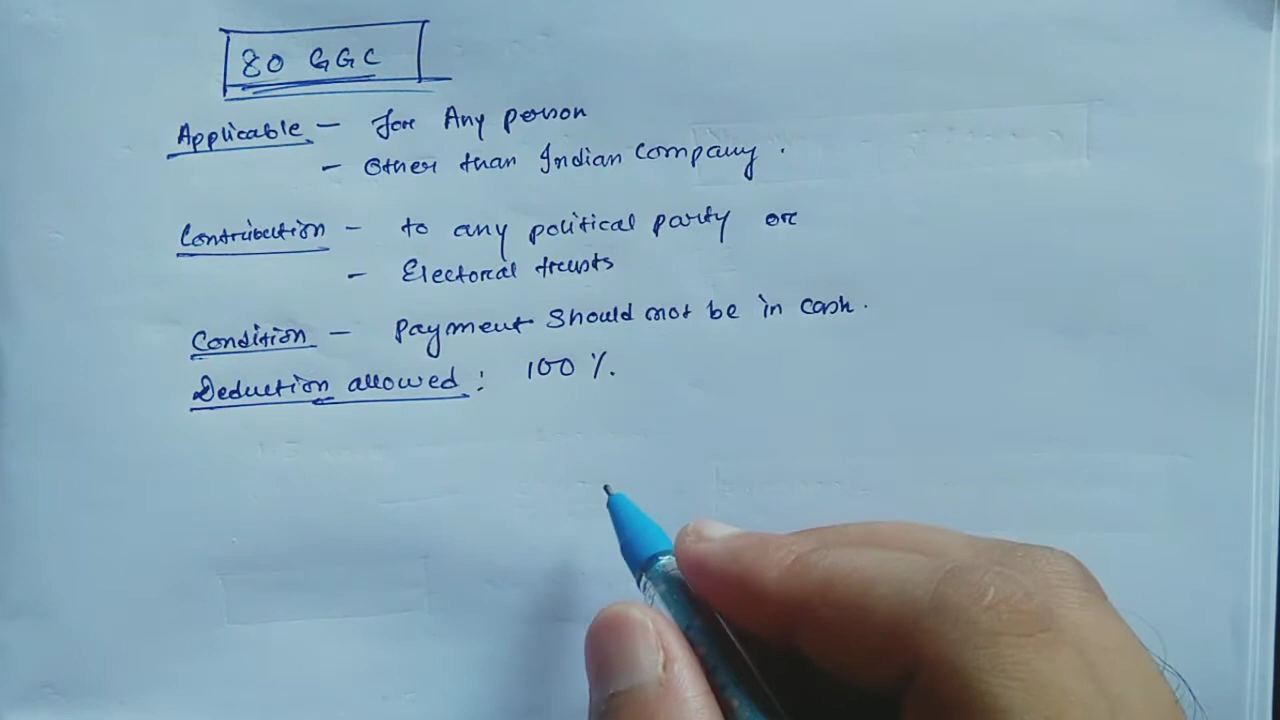 80 GGC
Applicable - for Any person
- Other than Indian Company.
Contribution - to any political party or
- Electoral trusts
Condition - Payment should not be in cash.
Deduction allowed: 100 %.